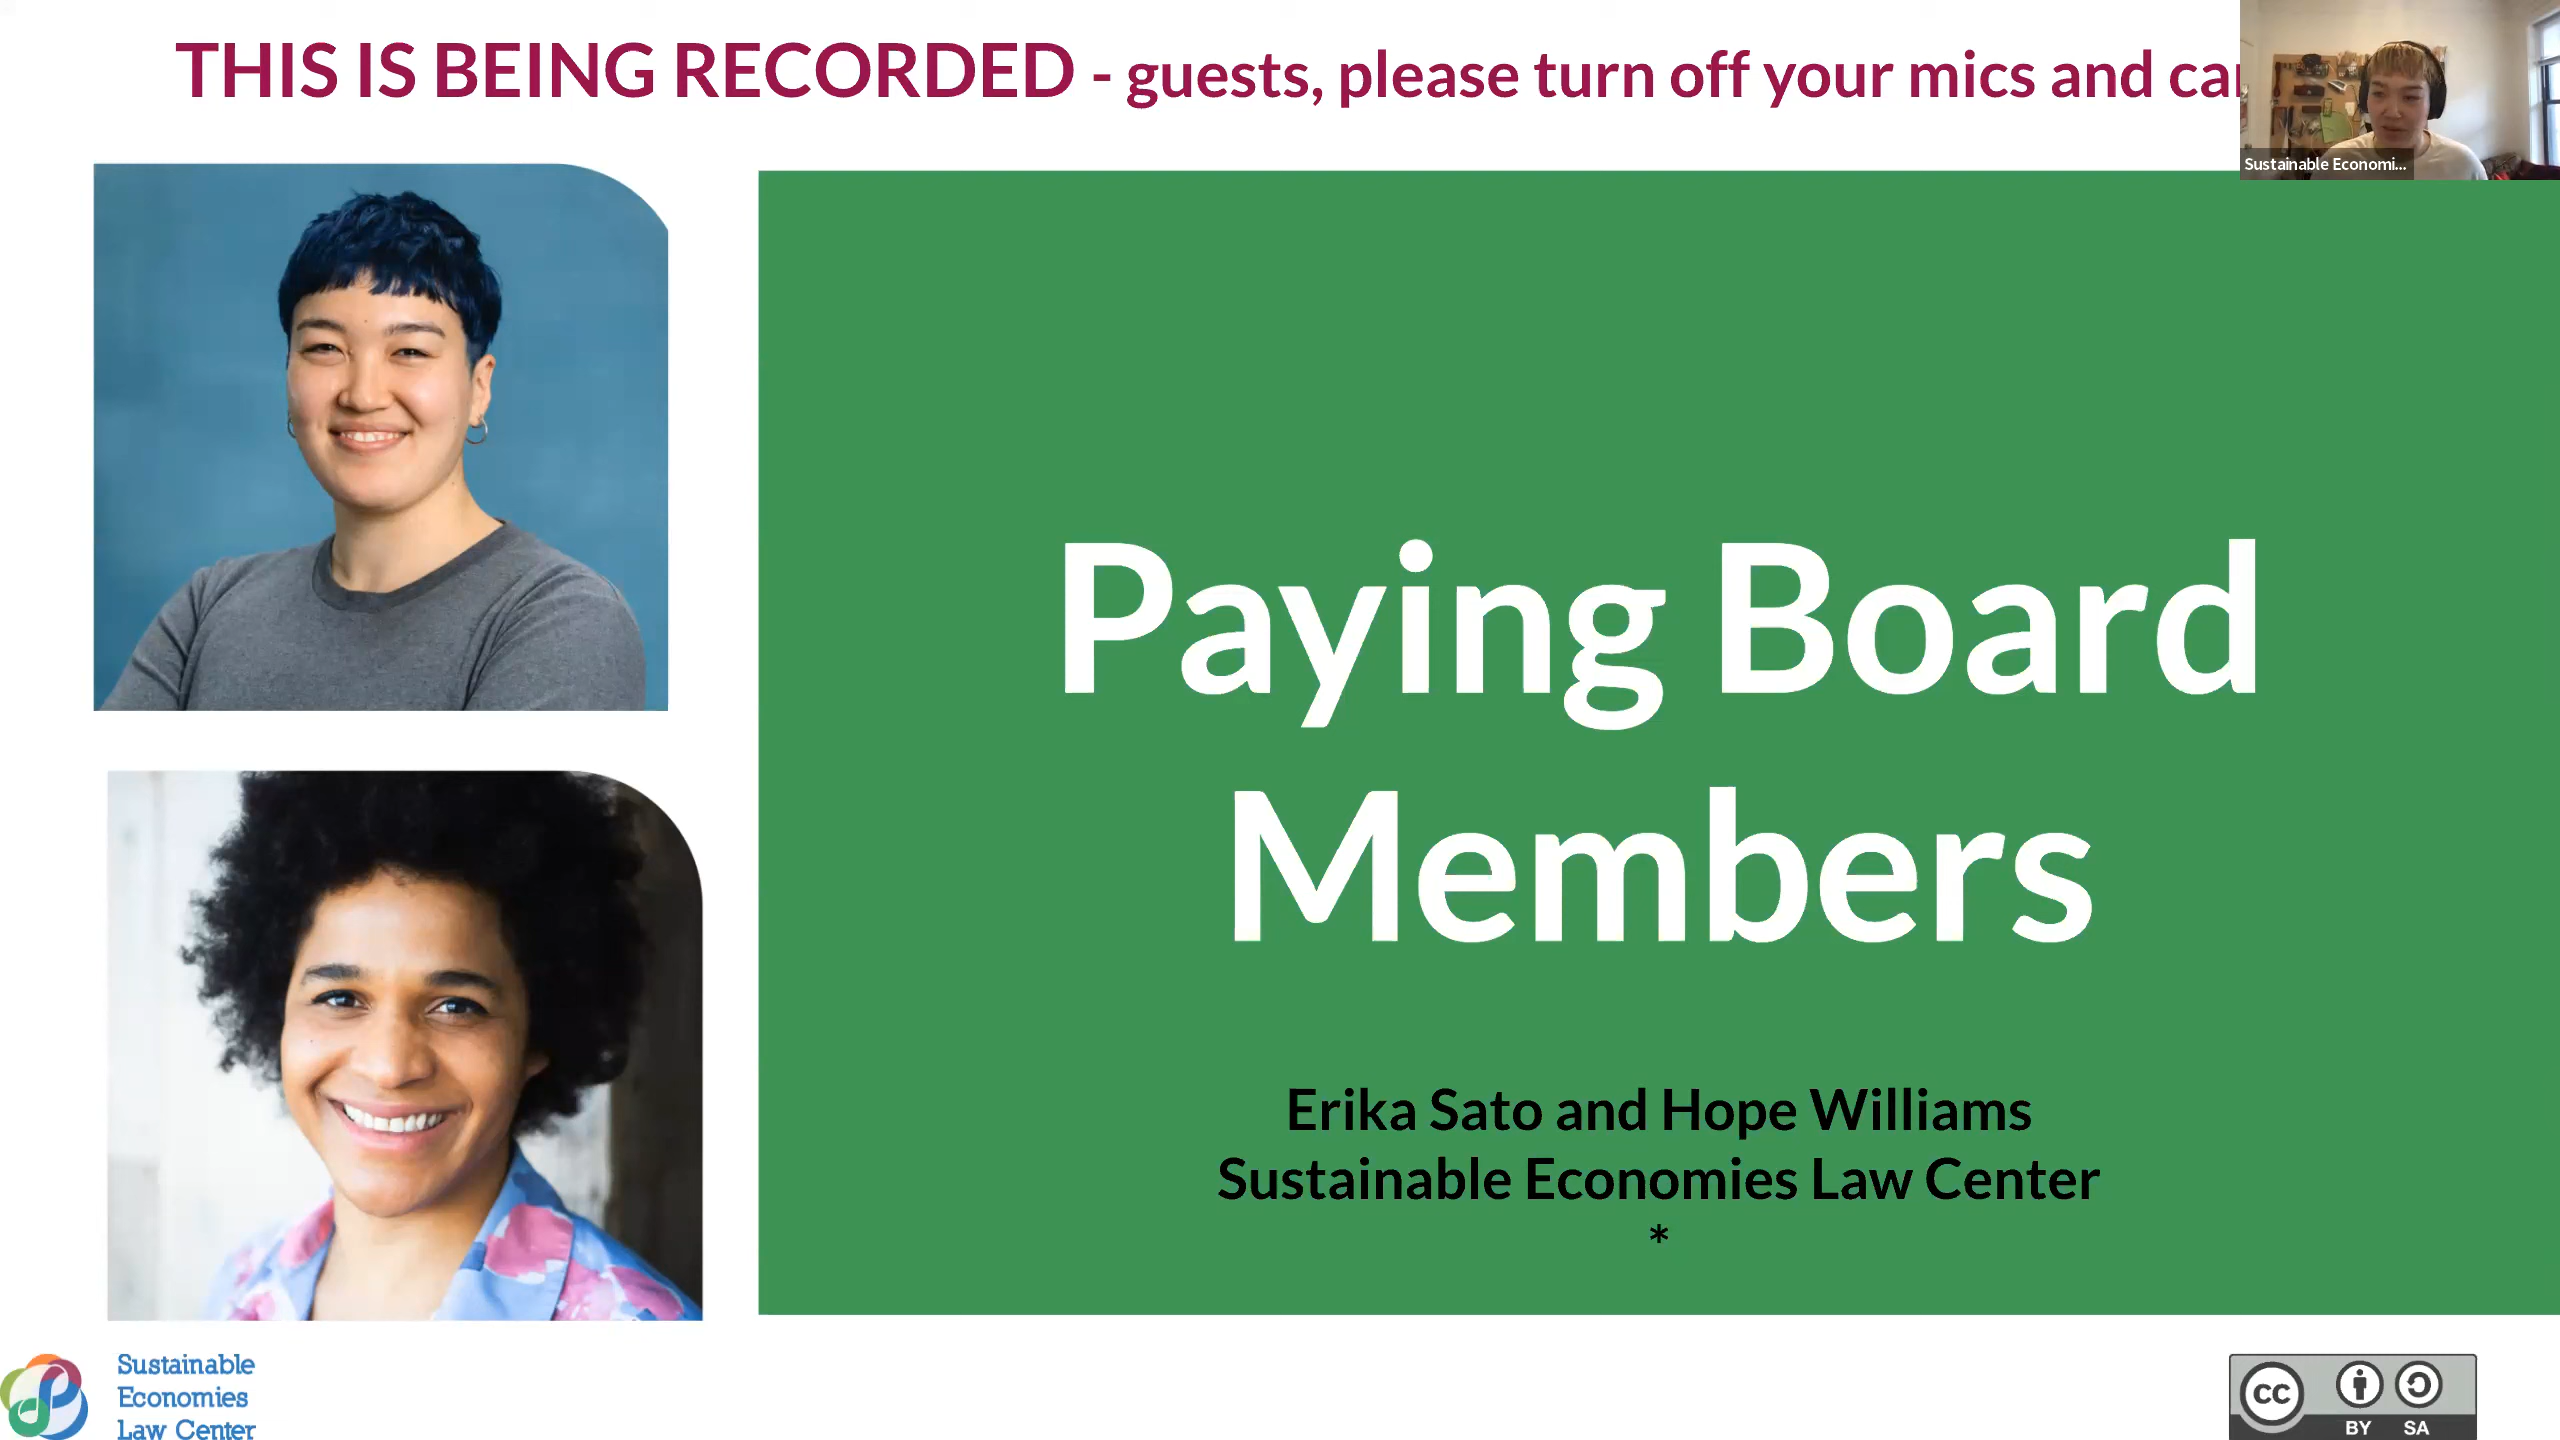 THIS IS BEING RECORDED - guests, please turn off your mics and
Sustainable Economi...
Paying Board
Members
Erika Sato and Hope Williams
Sustainable Economies Law Center
*
Sustainable
Economies
Law Center
CC
BY SA